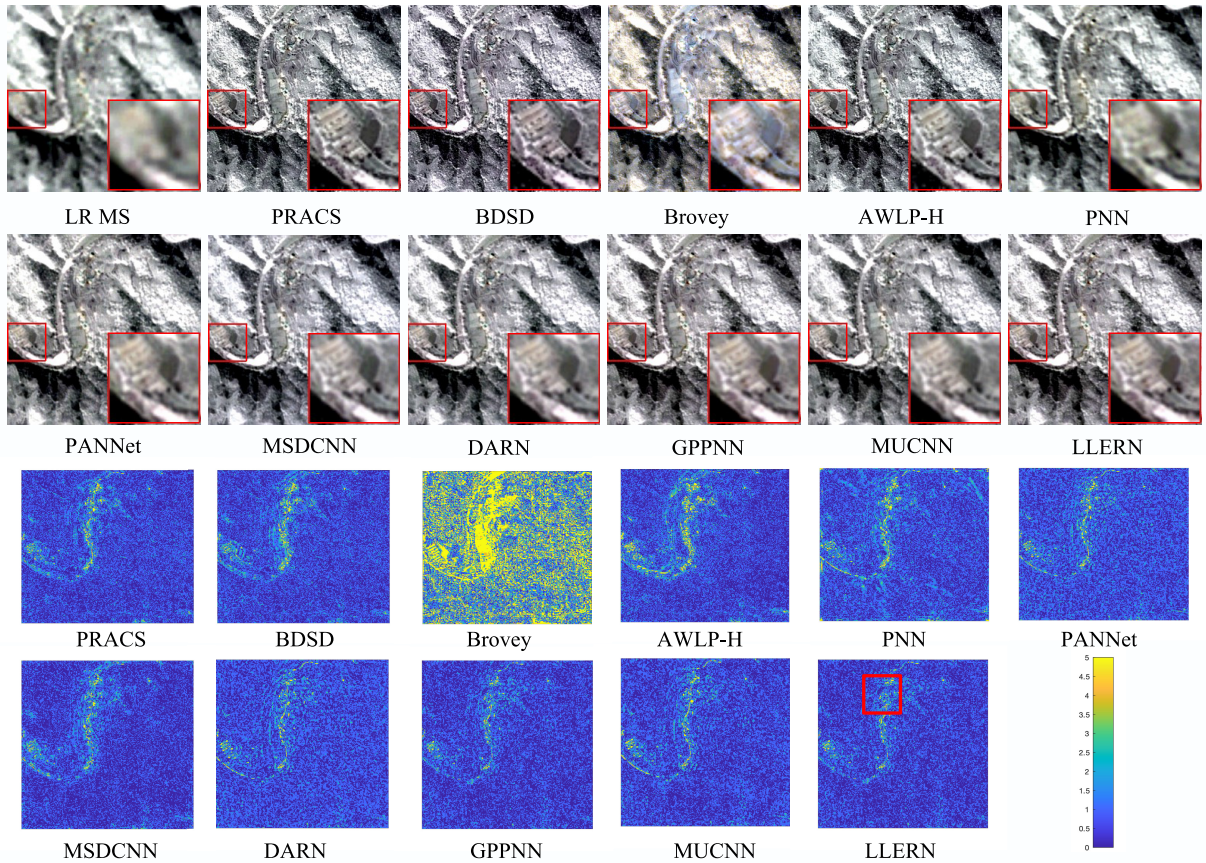 LR MS PRACS BDSD Brovey AWLP-H PNN
PANNet MSDCNN DARN GPPNN MUCNN LLERN
PRACS BDSD Brovey AWLP-H PNN PANNet
5
4.5
4
3.5
3
2.5
2
1.5
1
0.5
0
MSDCNN DARN GPPNN MUCNN LLERN